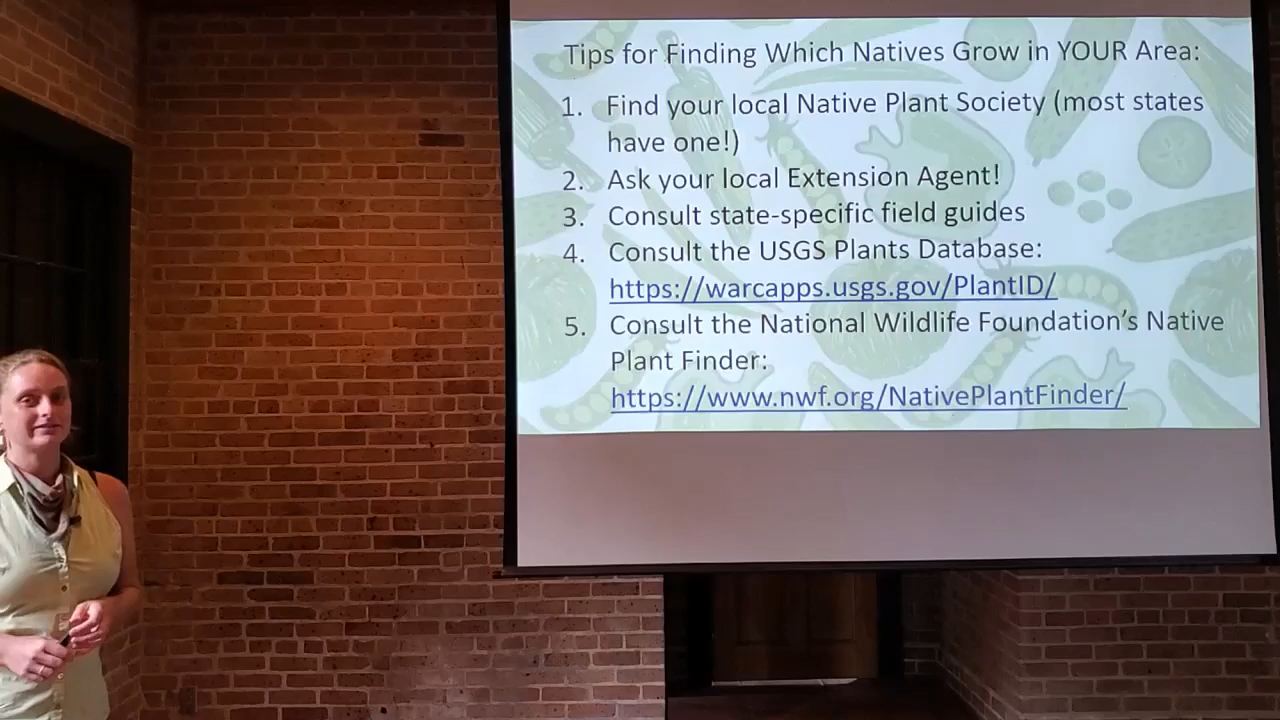 Tips for Finding Which Natives Grow in YOUR Area:
1. Find your local Native Plant Society (most states
have one!)
2. Ask your local Extension Agent!
3. Consult state-specific field guides
4. Consult the USGS Plants Database:
https://warcapps.usgs.gov/PlantID/
5. Consult the National Wildlife Foundation's Native
Plant Finder:
https://www.nwf.org/NativePlantFinder/